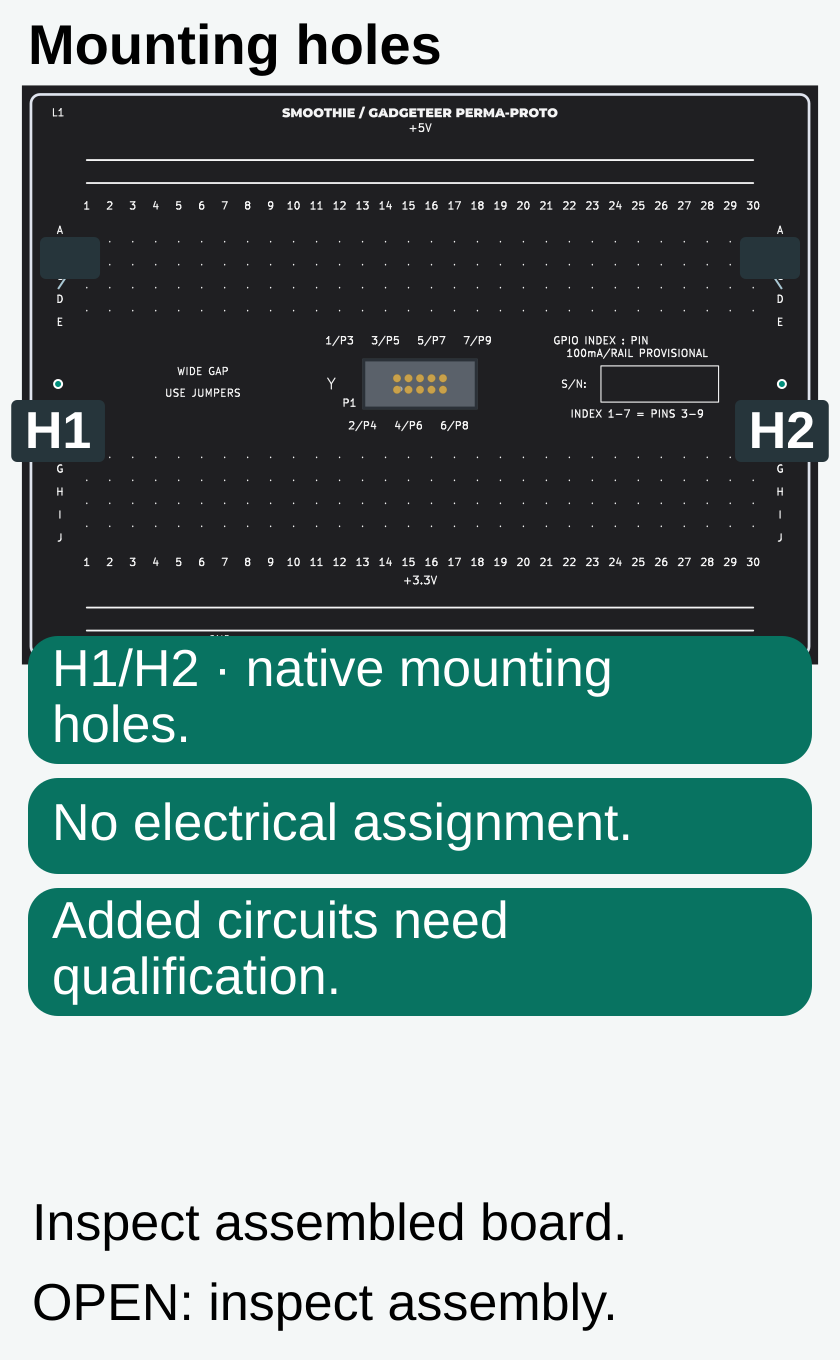 Mounting holes
L1
SMOOTHIE / GADGETEER PERMA-PROTO
+5V
1 2 3 4 5 6 7 8 9 10 11 12 13 14 15 16 17 18 19 20 21 22 23 24 25 26 27 28 29 30
A A
D D
E E
1/P3 3/P5 5/P7 7/P9
GPIO INDEX : PIN
100mA/RAIL PROVISIONAL
WIDE GAP
USE JUMPERS
Y
P1
S/N:
2/P4 4/P6 6/P8
INDEX 1-7 = PINS 3-9
H1 H2
G G
H H
I I
J J
1 2 3 4 5 6 7 8 9 10 11 12 13 14 15 16 17 18 19 20 21 22 23 24 25 26 27 28 29 30
+3.3V
H1/H2 · native mounting
holes.
No electrical assignment.
Added circuits need
qualification.
Inspect assembled board.
OPEN: inspect assembly.